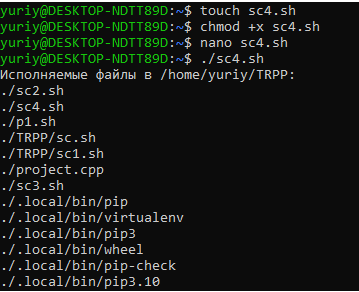 yuriy@DESKTOP-NDTT89D:~$ touch sc4.sh
yuriy@DESKTOP-NDTT89D:~$ chmod +x sc4.sh
yuriy@DESKTOP-NDTT89D:~$ nano sc4.sh
yuriy@DESKTOP-NDTT89D:~$ ./sc4.sh
Исполняемые файлы в /home/yuriy/TRPP:
./sc2.sh
./sc4.sh
./p1.sh
./TRPP/sc.sh
./TRPP/sc1.sh
./project.cpp
./sc3.sh
./.local/bin/pip
./.local/bin/virtualenv
./.local/bin/pip3
./.local/bin/wheel
./.local/bin/pip-check
./.local/bin/pip3.10